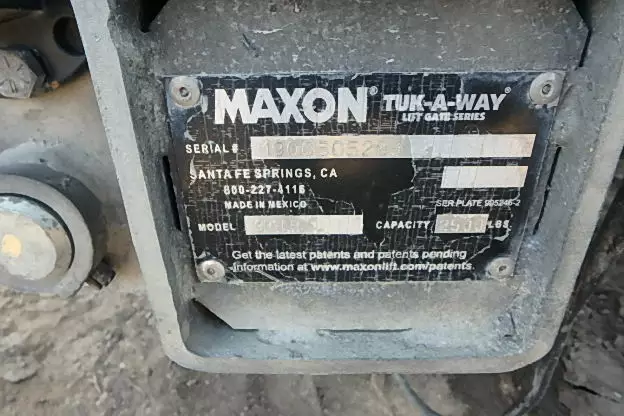 MAXON® TUK-A-WAY®
LIFT GATE SERIES
SERIAL#
SANTA FE SPRINGS, CA
800-227-4116
MADE IN MEXICO
SER PLATE 905246-2
MODEL CAPACITY LBS
Get the latest patents and patents pending
information at www.maxonlift.com/patents.